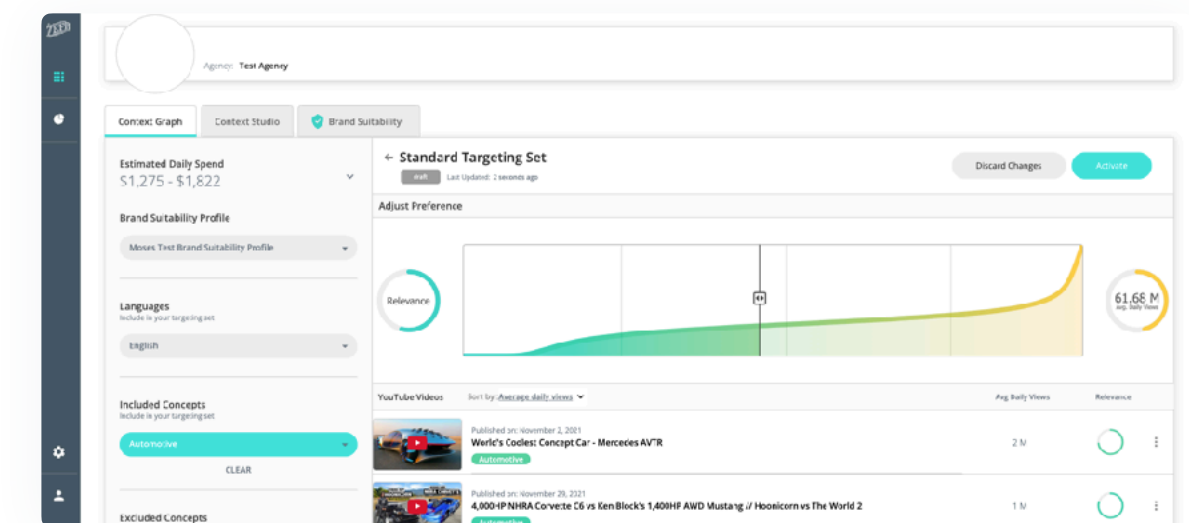 Agency: Test Agency
Context Graph
Context Studio
Brand Suitability
Estimated Daily Spend
$1,275 - $1,822
Brand Suitability Profile
Moses Test Brand Suitability Profile
Languages
Include in your targeting set
English
Included Concepts
Include in your targeting set
Automotive
CLEAR
Excluded Concepts
← Standard Targeting Set
Last Updated: 2 seconds ago
Discard Changes
Activate
Adjust Preference
Relevance
61.68 M
Avg. Daily Views
YouTube Videos
Sort by: Average daily views
Avg Daily Views
Relevance
Published on: November 2, 2021
World's Coolest Concept Car - Mercedes AVTR
Automotive
2 M
Published on: November 29, 2021
4,000HP NHRA Corvette C6 vs Ken Block's 1,400HP AWD Mustang // Hoonicorn vs The World 2
Automotive
1 M